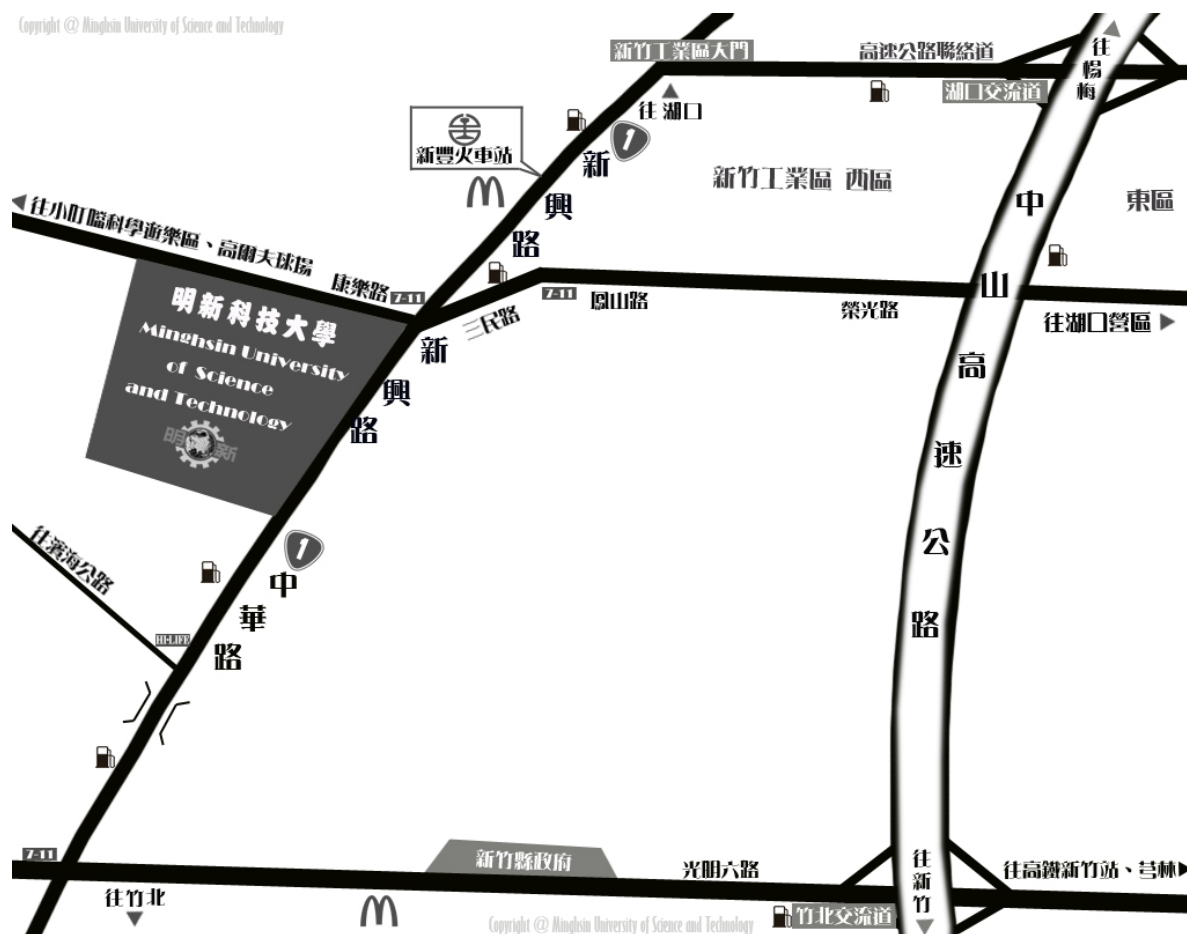 Copyright @ Minghsin University of Science and Technology
新竹工業區大門
高速公路聯絡道
往楊梅
湖口交流道
往湖口
1
新豐火車站
新興路
新竹工業區 西區
東區
往小叮噹科學遊樂區、高爾夫球場
康樂路
7-11
7-11
鳳山路
三民路
榮光路
往湖口營區
中山高速公路
明新科技大學
Minghsin University
of Science
and Technology
明新
新興路
往濱海公路
1
中華路
HI-LIFE
7-11
新竹縣政府
光明六路
往新竹
往高鐵新竹站、芎林
往竹北
竹北交流道
Copyright @ Minghsin University of Science and Technology